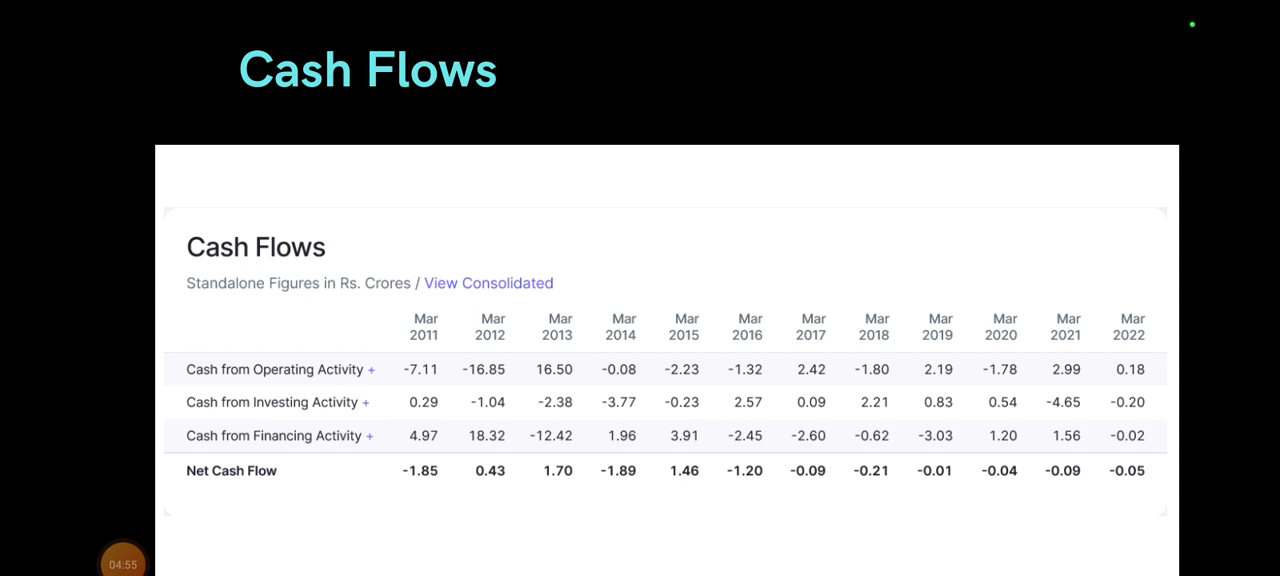 Cash Flows
Cash Flows
Standalone Figures in Rs. Crores / View Consolidated
Mar Mar Mar Mar Mar Mar Mar Mar Mar Mar Mar Mar
2011 2012 2013 2014 2015 2016 2017 2018 2019 2020 2021 2022
Cash from Operating Activity + -7.11 -16.85 16.50 -0.08 -2.23 -1.32 2.42 -1.80 2.19 -1.78 2.99 0.18
Cash from Investing Activity + 0.29 -1.04 -2.38 -3.77 -0.23 2.57 0.09 2.21 0.83 0.54 -4.65 -0.20
Cash from Financing Activity + 4.97 18.32 -12.42 1.96 3.91 -2.45 -2.60 -0.62 -3.03 1.20 1.56 -0.02
Net Cash Flow -1.85 0.43 1.70 -1.89 1.46 -1.20 -0.09 -0.21 -0.01 -0.04 -0.09 -0.05
04:55